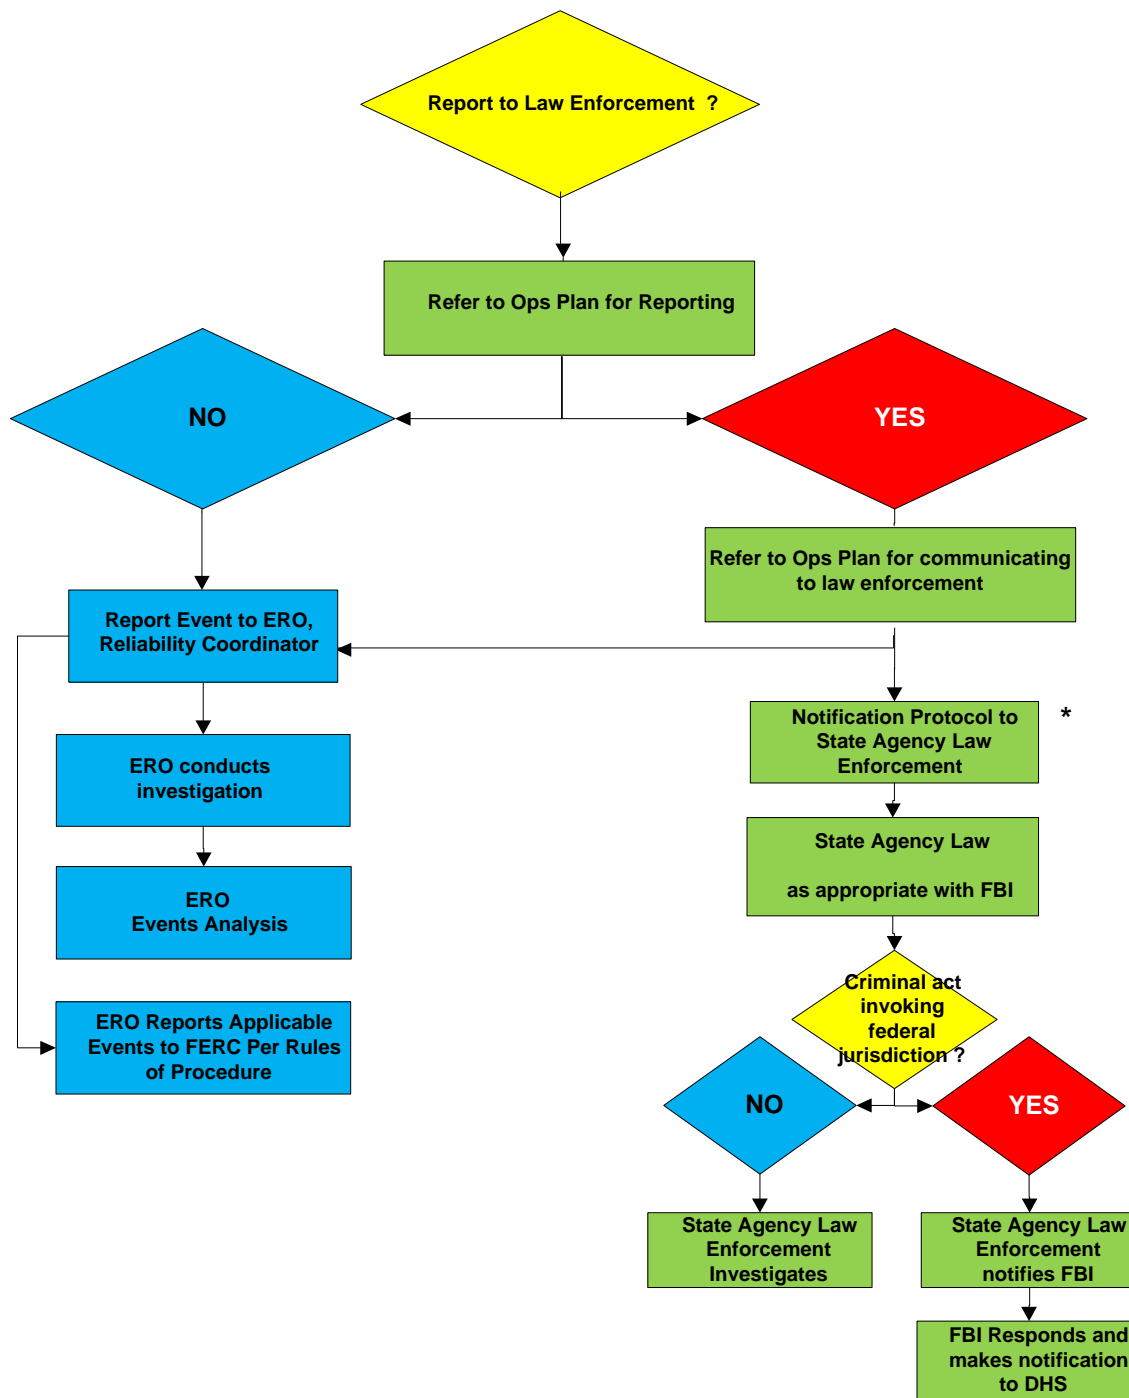 Report to Law Enforcement ?
Refer to Ops Plan for Reporting
NO
YES
Refer to Ops Plan for communicating
to law enforcement
Report Event to ERO,
Reliability Coordinator
Notification Protocol to
State Agency Law
Enforcement
*
ERO conducts
investigation
State Agency Law
as appropriate with FBI
ERO
Events Analysis
Criminal act
invoking
federal
jurisdiction ?
ERO Reports Applicable
Events to FERC Per Rules
of Procedure
NO
YES
State Agency Law
Enforcement
Investigates
State Agency Law
Enforcement
notifies FBI
FBI Responds and
makes notification
to DHS